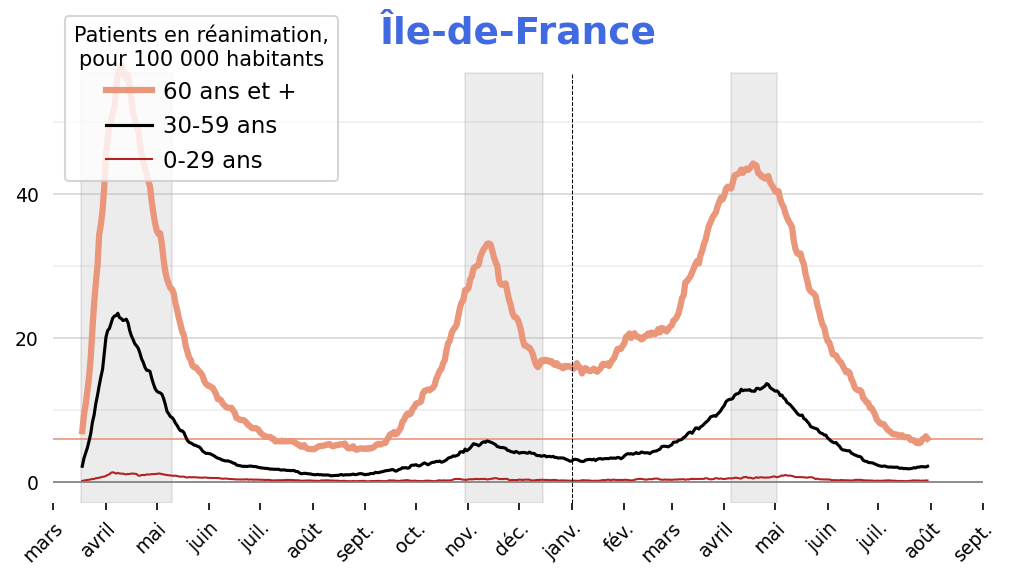 Île-de-France
Patients en réanimation,
pour 100 000 habitants
60 ans et +
30-59 ans
0-29 ans
40
20
0
mars
avril
mai
juin
juil.
août
sept.
oct.
nov.
déc.
janv.
fév.
mars
avril
mai
juin
juil.
août
sept.